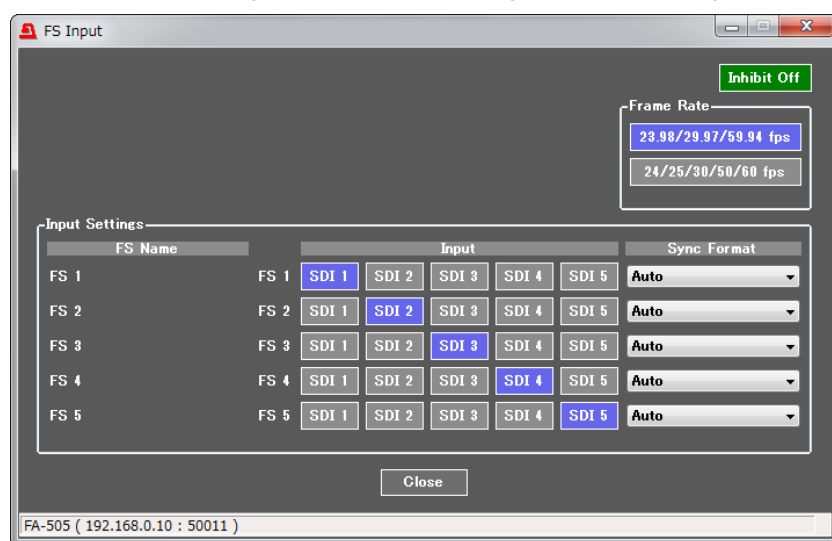 FS Input
Inhibit Off
Frame Rate
23.98/29.97/59.94 fps
24/25/30/50/60 fps
Input Settings
FS Name Input Sync Format
FS 1 FS 1 SDI 1 SDI 2 SDI 3 SDI 4 SDI 5 Auto
FS 2 FS 2 SDI 1 SDI 2 SDI 3 SDI 4 SDI 5 Auto
FS 3 FS 3 SDI 1 SDI 2 SDI 3 SDI 4 SDI 5 Auto
FS 4 FS 4 SDI 1 SDI 2 SDI 3 SDI 4 SDI 5 Auto
FS 5 FS 5 SDI 1 SDI 2 SDI 3 SDI 4 SDI 5 Auto
Close
FA-505 ( 192.168.0.10 : 50011 )